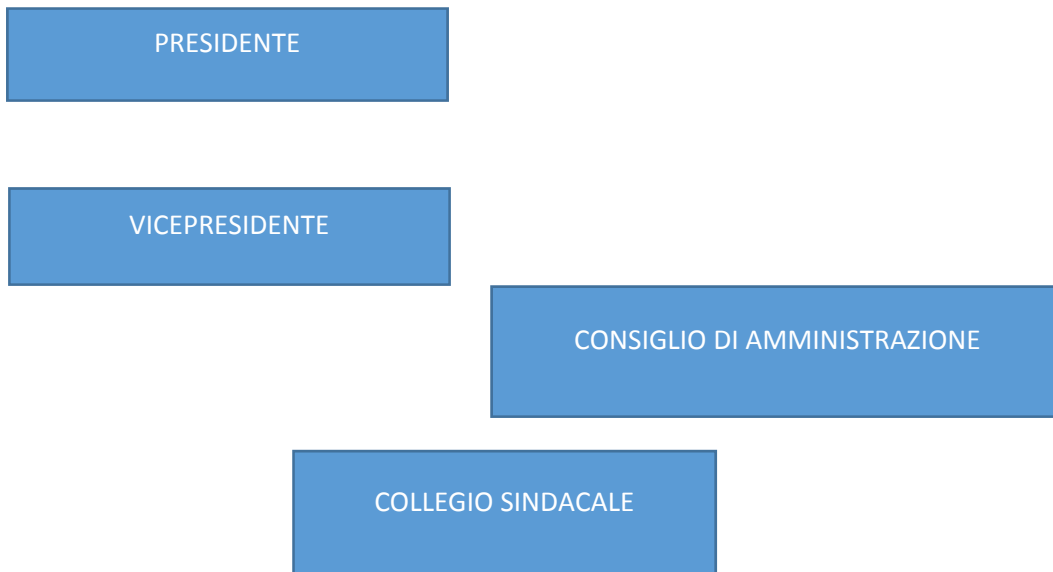 PRESIDENTE
VICEPRESIDENTE
CONSIGLIO DI AMMINISTRAZIONE
COLLEGIO SINDACALE